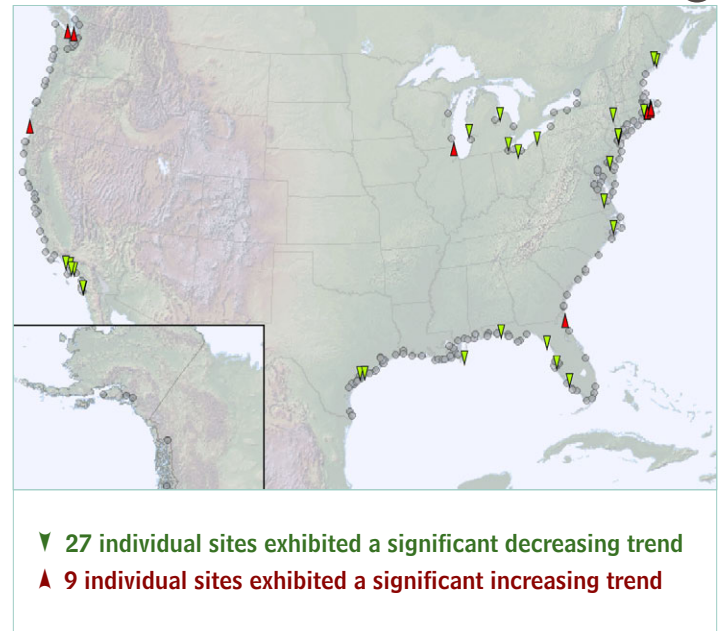 27 individual sites exhibited a significant decreasing trend
9 individual sites exhibited a significant increasing trend